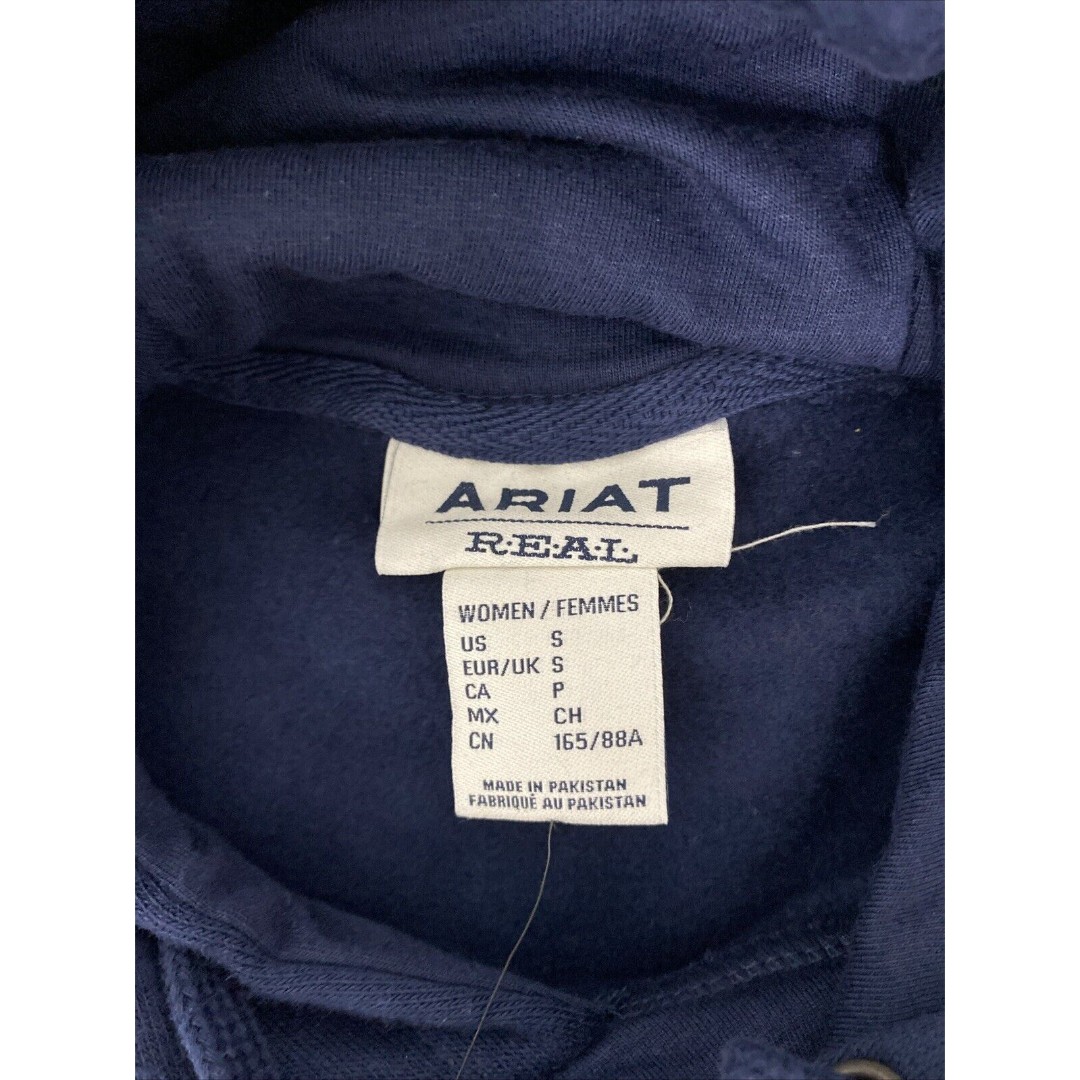 ARIAT
R·E·A·L
WOMEN / FEMMES
US S
EUR/UK S
CA P
MX CH
CN 165/88A
MADE IN PAKISTAN
FABRIQUÉ AU PAKISTAN